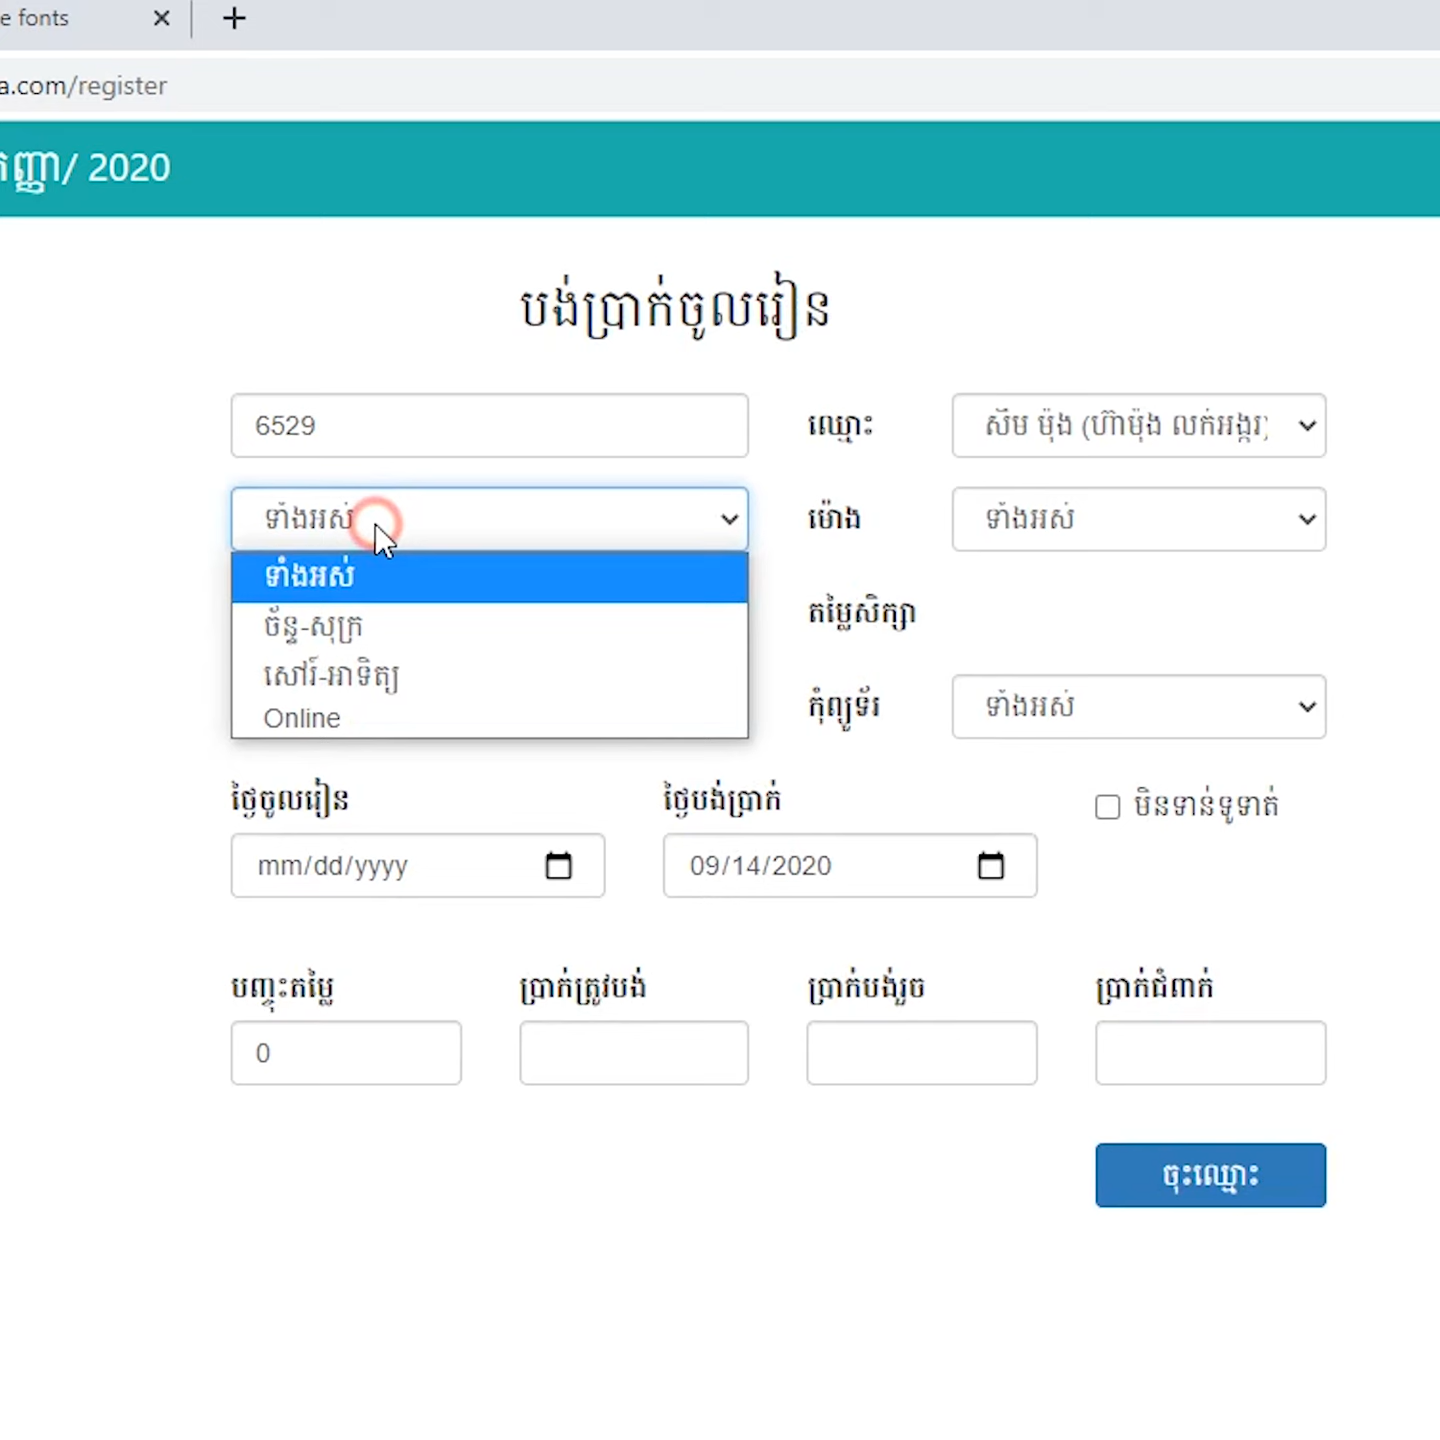 e fonts
a.com/register
កញ្ញា/ 2020
បង់ប្រាក់ចូលរៀន
6529
ឈ្មោះ
សឹម ម៉ុង (ហ៊ាម៉ុង លក់អង្ករ)
ទាំងអស់
ម៉ោង
ទាំងអស់
ទាំងអស់
ច័ន្ទ-សុក្រ
សៅរ៍-អាទិត្យ
Online
តម្លៃសិក្សា
កុំព្យូទ័រ
ទាំងអស់
ថ្ងៃចូលរៀន
ថ្ងៃបង់ប្រាក់
មិនទាន់ទូទាត់
mm/dd/yyyy
09/14/2020
បញ្ចុះតម្លៃ
ប្រាក់ត្រូវបង់
ប្រាក់បង់រួច
ប្រាក់ជំពាក់
0
ចុះឈ្មោះ